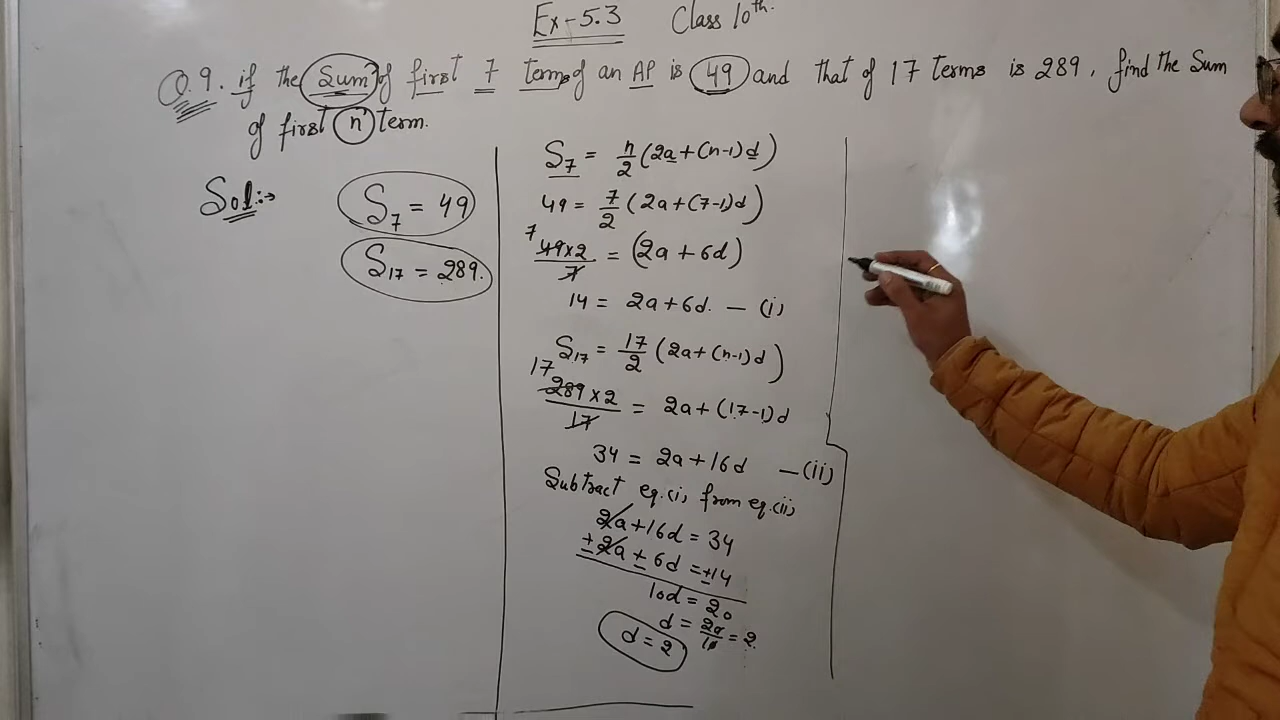 Ex-5.3 Class 10th.
Q.9. if the Sum of first 7 terms of an AP is 49 and that of 17 terms is 289, find the Sum
of first 'n' term.
Sol:→
S₇ = 49
S₁₇ = 289.
S₇ = n/2 (2a+(n-1)d)
49 = 7/2 (2a+(7-1)d)
7 49×2/7 = (2a+6d)
14 = 2a+6d. — (i)
S₁₇ = 17/2 (2a+(n-1)d)
17 289×2/17 = 2a+(17-1)d
34 = 2a+16d — (ii)
Subtract eq.(i) from eq.(ii)
2a+16d = 34
±2a ± 6d = ±14
10d = 20
d = 20/10 = 2
d = 2